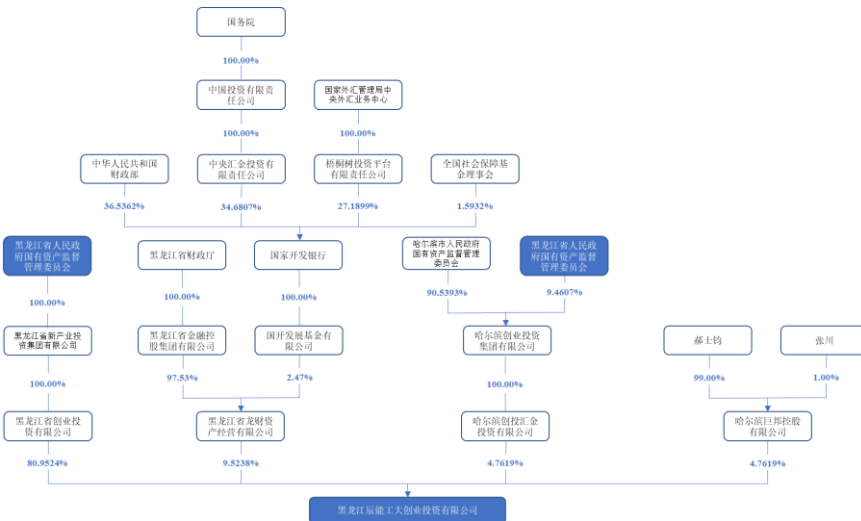 国务院
100.00%
中国投资有限责
任公司
国家外汇管理局中
央外汇业务中心
100.00%
100.00%
中华人民共和国
财政部
中央汇金投资有
限责任公司
梧桐树投资平台
有限责任公司
全国社会保障基
金理事会
36.5362%
34.6807%
27.1899%
1.5932%
黑龙江省人民政
府国有资产监督
管理委员会
黑龙江省财政厅
国家开发银行
哈尔滨市人民政府
国有资产监督管理
委员会
黑龙江省人民政
府国有资产监督
管理委员会
100.00%
100.00%
100.00%
90.5393%
9.4607%
黑龙江省新产业投
资集团有限公司
黑龙江省金融控
股集团有限公司
国开发展基金有
限公司
哈尔滨创业投资
集团有限公司
郝士钧
张川
100.00%
97.53%
2.47%
100.00%
99.00%
1.00%
黑龙江省创业投
资有限公司
黑龙江省龙财资
产经营有限公司
哈尔滨创投汇金
投资有限公司
哈尔滨巨邦控股
有限公司
80.9524%
9.5238%
4.7619%
4.7619%
黑龙江辰能工大创业投资有限公司